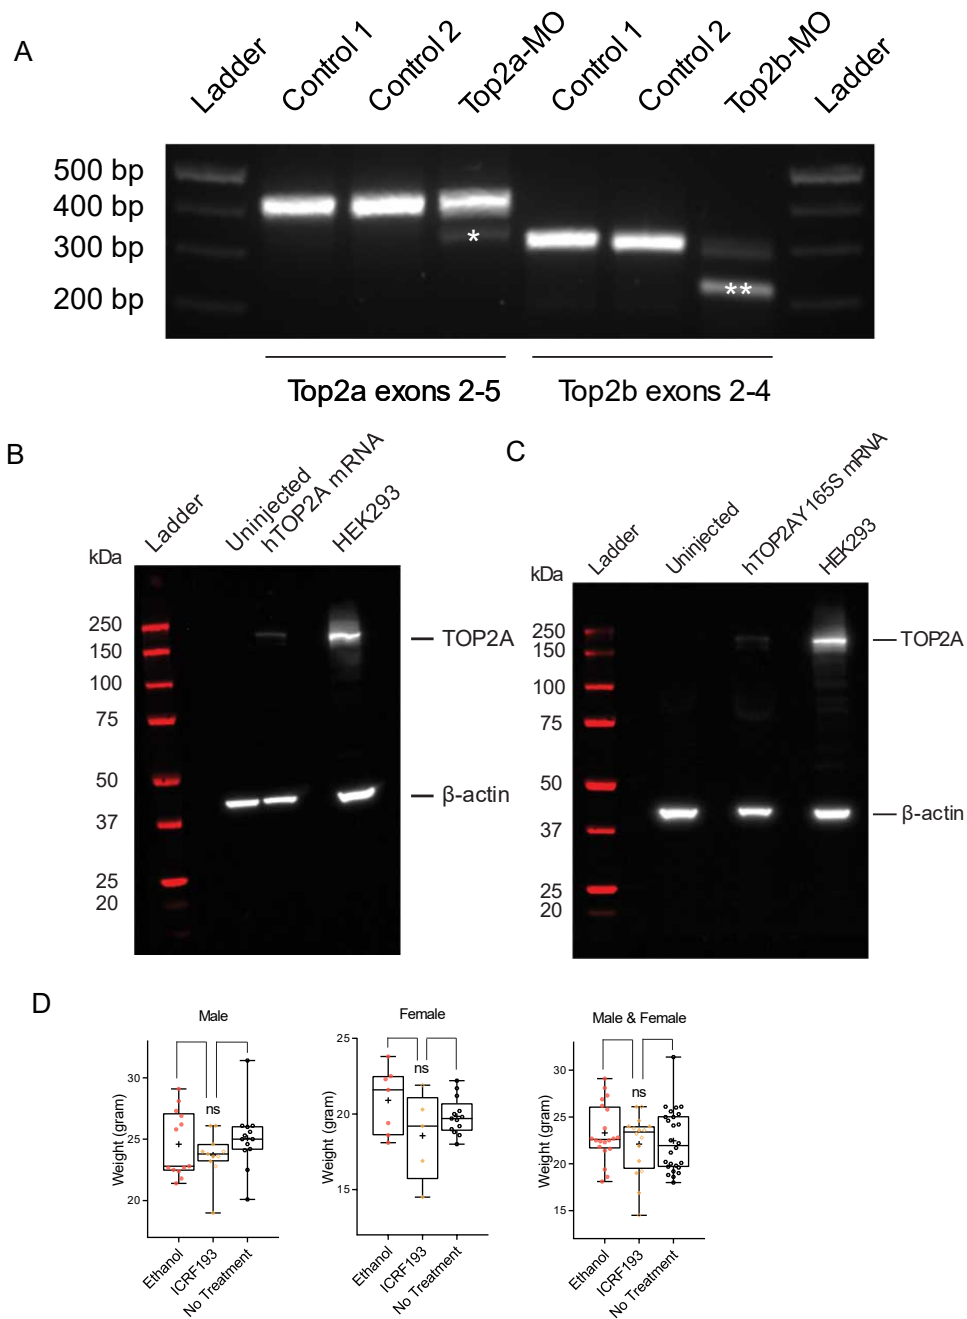 A
Ladder
Control 1
Control 2
Top2a-MO
Control 1
Control 2
Top2b-MO
Ladder
500 bp
400 bp
300 bp
200 bp
*
**
Top2a exons 2-5
Top2b exons 2-4
B
kDa
Ladder
Uninjected
hTOP2A mRNA
HEK293
250
150
100
75
50
37
25
20
TOP2A
β-actin
C
kDa
Ladder
Uninjected
hTOP2AY165S mRNA
HEK293
250
150
100
75
50
37
25
20
TOP2A
β-actin
D
Male
Weight (gram)
30
25
20
ns
Ethanol
ICRF193
No Treatment
Female
Weight (gram)
25
20
15
ns
Ethanol
ICRF193
No Treatment
Male & Female
Weight (gram)
30
25
20
15
ns
Ethanol
ICRF193
No Treatment